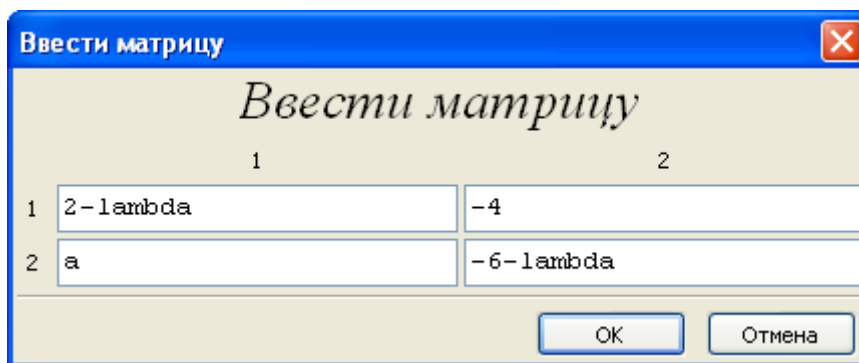 Ввести матрицу
Ввести матрицу
1 2
1 2-lambda -4
2 a -6-lambda
OK Отмена